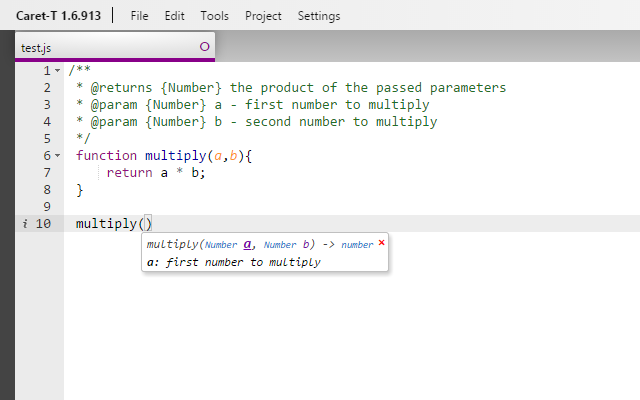 Caret-T 1.6.913 File Edit Tools Project Settings
test.js
1 /**
2 * @returns {Number} the product of the passed parameters
3 * @param {Number} a - first number to multiply
4 * @param {Number} b - second number to multiply
5 */
6 function multiply(a,b){
7 return a * b;
8 }
9
i 10 multiply()
multiply(Number a, Number b) -> number ×
a: first number to multiply